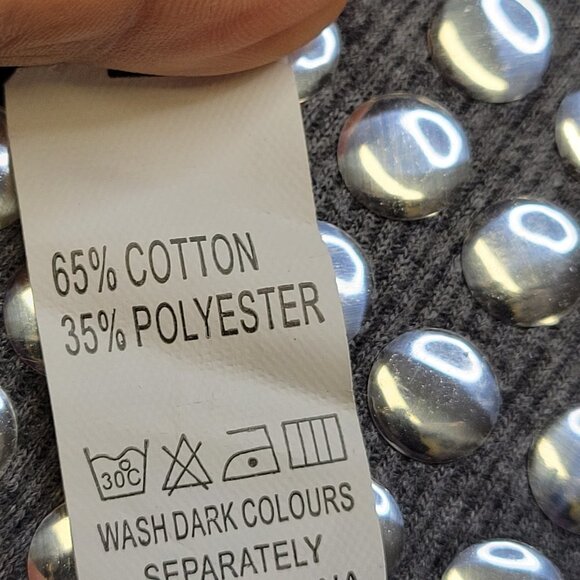 65% COTTON
35% POLYESTER
30°C
WASH DARK COLOURS
SEPARATELY